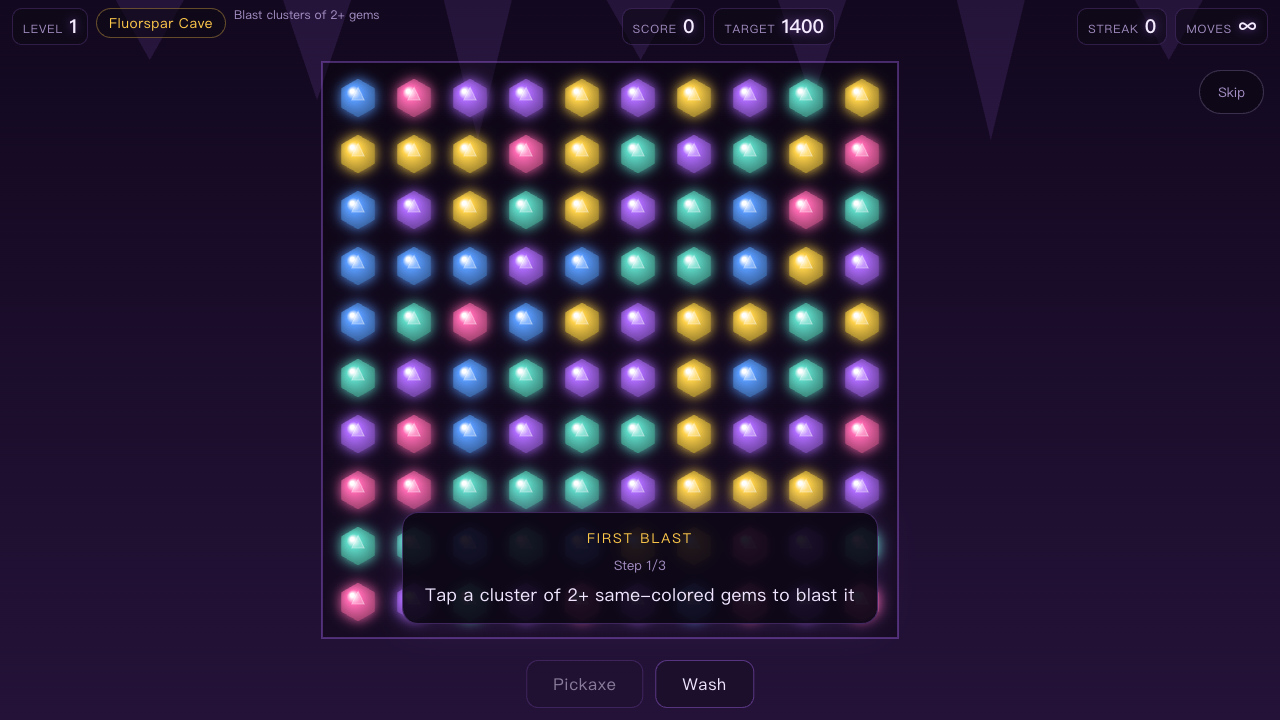 LEVEL 1
Fluorspar Cave
Blast clusters of 2+ gems
SCORE 0
TARGET 1400
STREAK 0
MOVES ∞
Skip
FIRST BLAST
Step 1/3
Tap a cluster of 2+ same-colored gems to blast it
Pickaxe
Wash